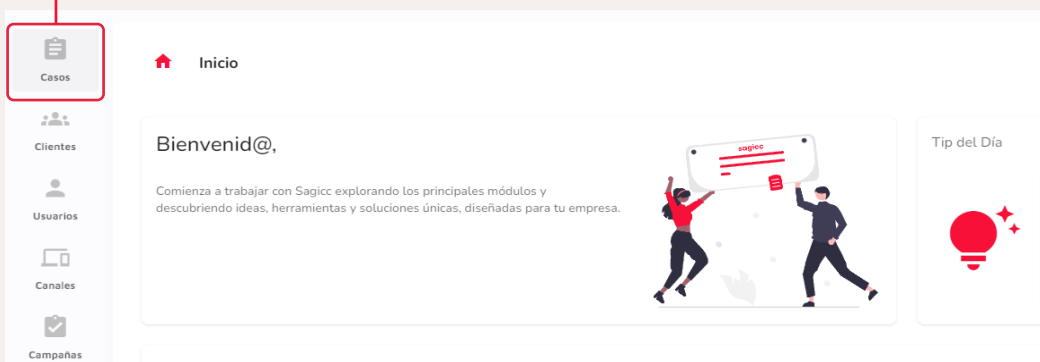 Casos
Clientes
Usuarios
Canales
Campañas
Inicio
Bienvenid@,
Comienza a trabajar con Sagicc explorando los principales módulos y
descubriendo ideas, herramientas y soluciones únicas, diseñadas para tu empresa.
sagicc
Tip del Día